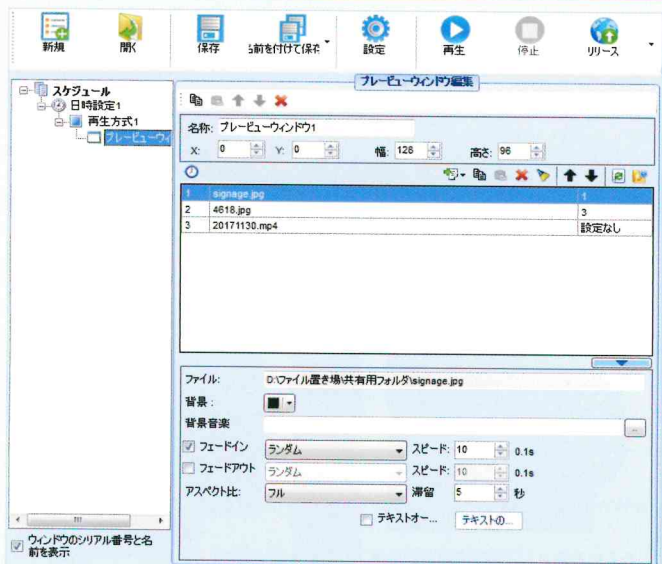 新規 開く 保存 名前を付けて保存 設定 再生 停止 リリース
スケジュール
日時設定1
再生方式1
プレビューウィ
ウィンドウのシリアル番号と名
前を表示
プレービューウィンドウ編集
名称: プレービューウィンドウ1
X: 0 Y: 0 幅: 128 高さ: 96
1 signage.jpg 1
2 4618.jpg 3
3 20171130.mp4 設定なし
ファイル: D:\ファイル置き場\共有用フォルダ\signage.jpg
背景:
背景音楽 ...
フェードイン ランダム スピード: 10 0.1s
フェードアウト ランダム スピード: 10 0.1s
アスペクト比: フル 滞留 5 秒
テキストオー... テキストの...